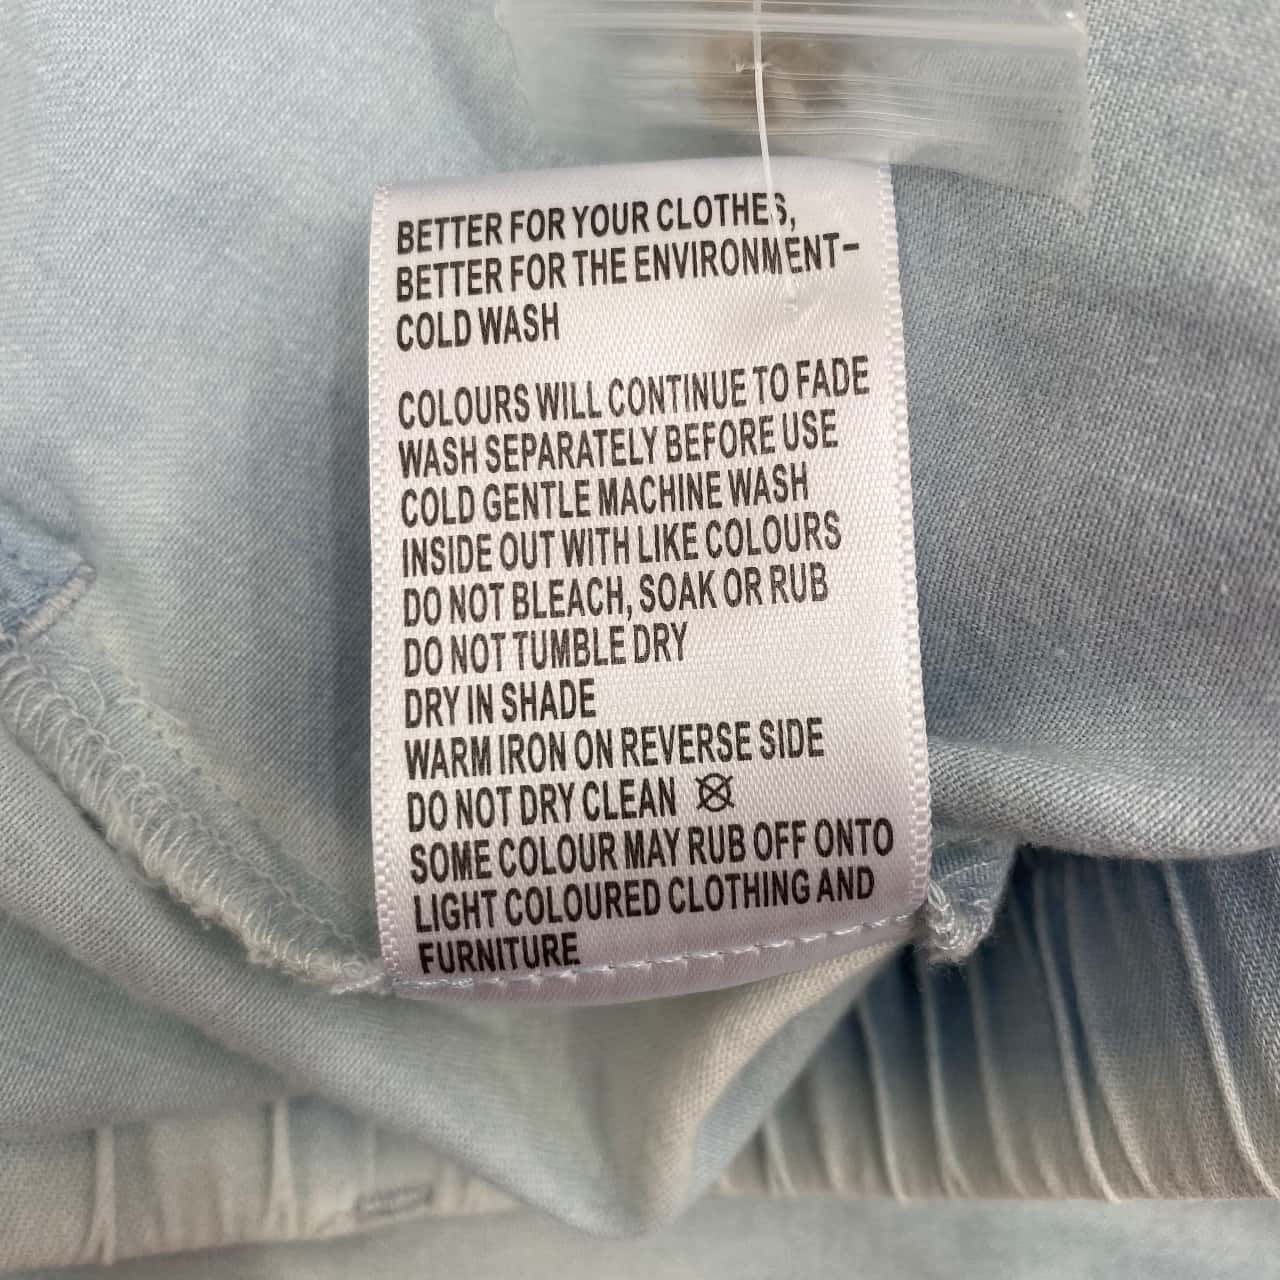 BETTER FOR YOUR CLOTHES,
BETTER FOR THE ENVIRONMENT-
COLD WASH
COLOURS WILL CONTINUE TO FADE
WASH SEPARATELY BEFORE USE
COLD GENTLE MACHINE WASH
INSIDE OUT WITH LIKE COLOURS
DO NOT BLEACH, SOAK OR RUB
DO NOT TUMBLE DRY
DRY IN SHADE
WARM IRON ON REVERSE SIDE
DO NOT DRY CLEAN
SOME COLOUR MAY RUB OFF ONTO
LIGHT COLOURED CLOTHING AND
FURNITURE